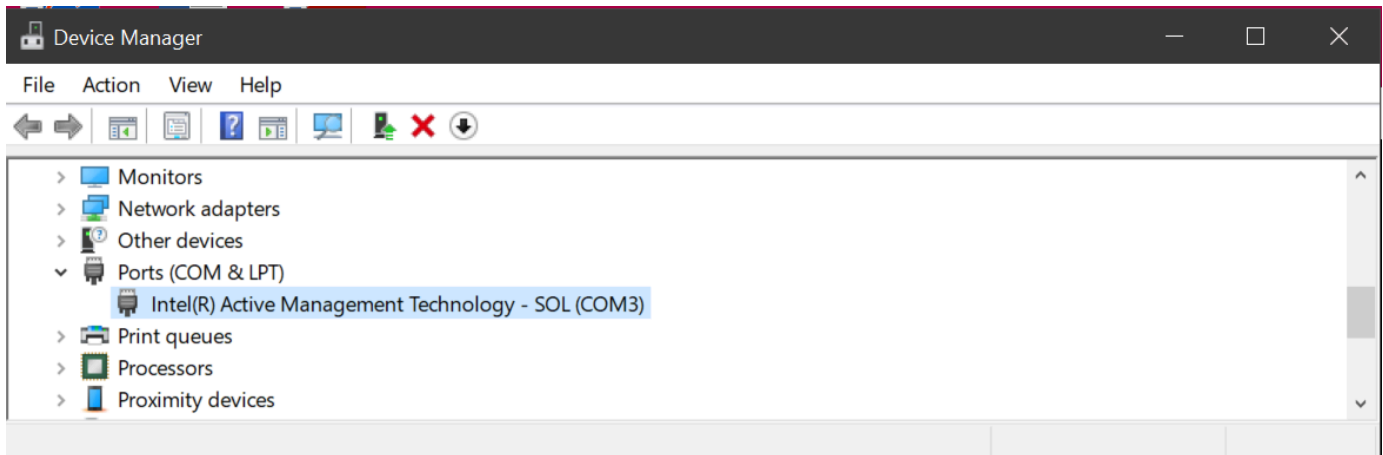 Device Manager
File Action View Help
Monitors
Network adapters
Other devices
Ports (COM & LPT)
Intel(R) Active Management Technology - SOL (COM3)
Print queues
Processors
Proximity devices